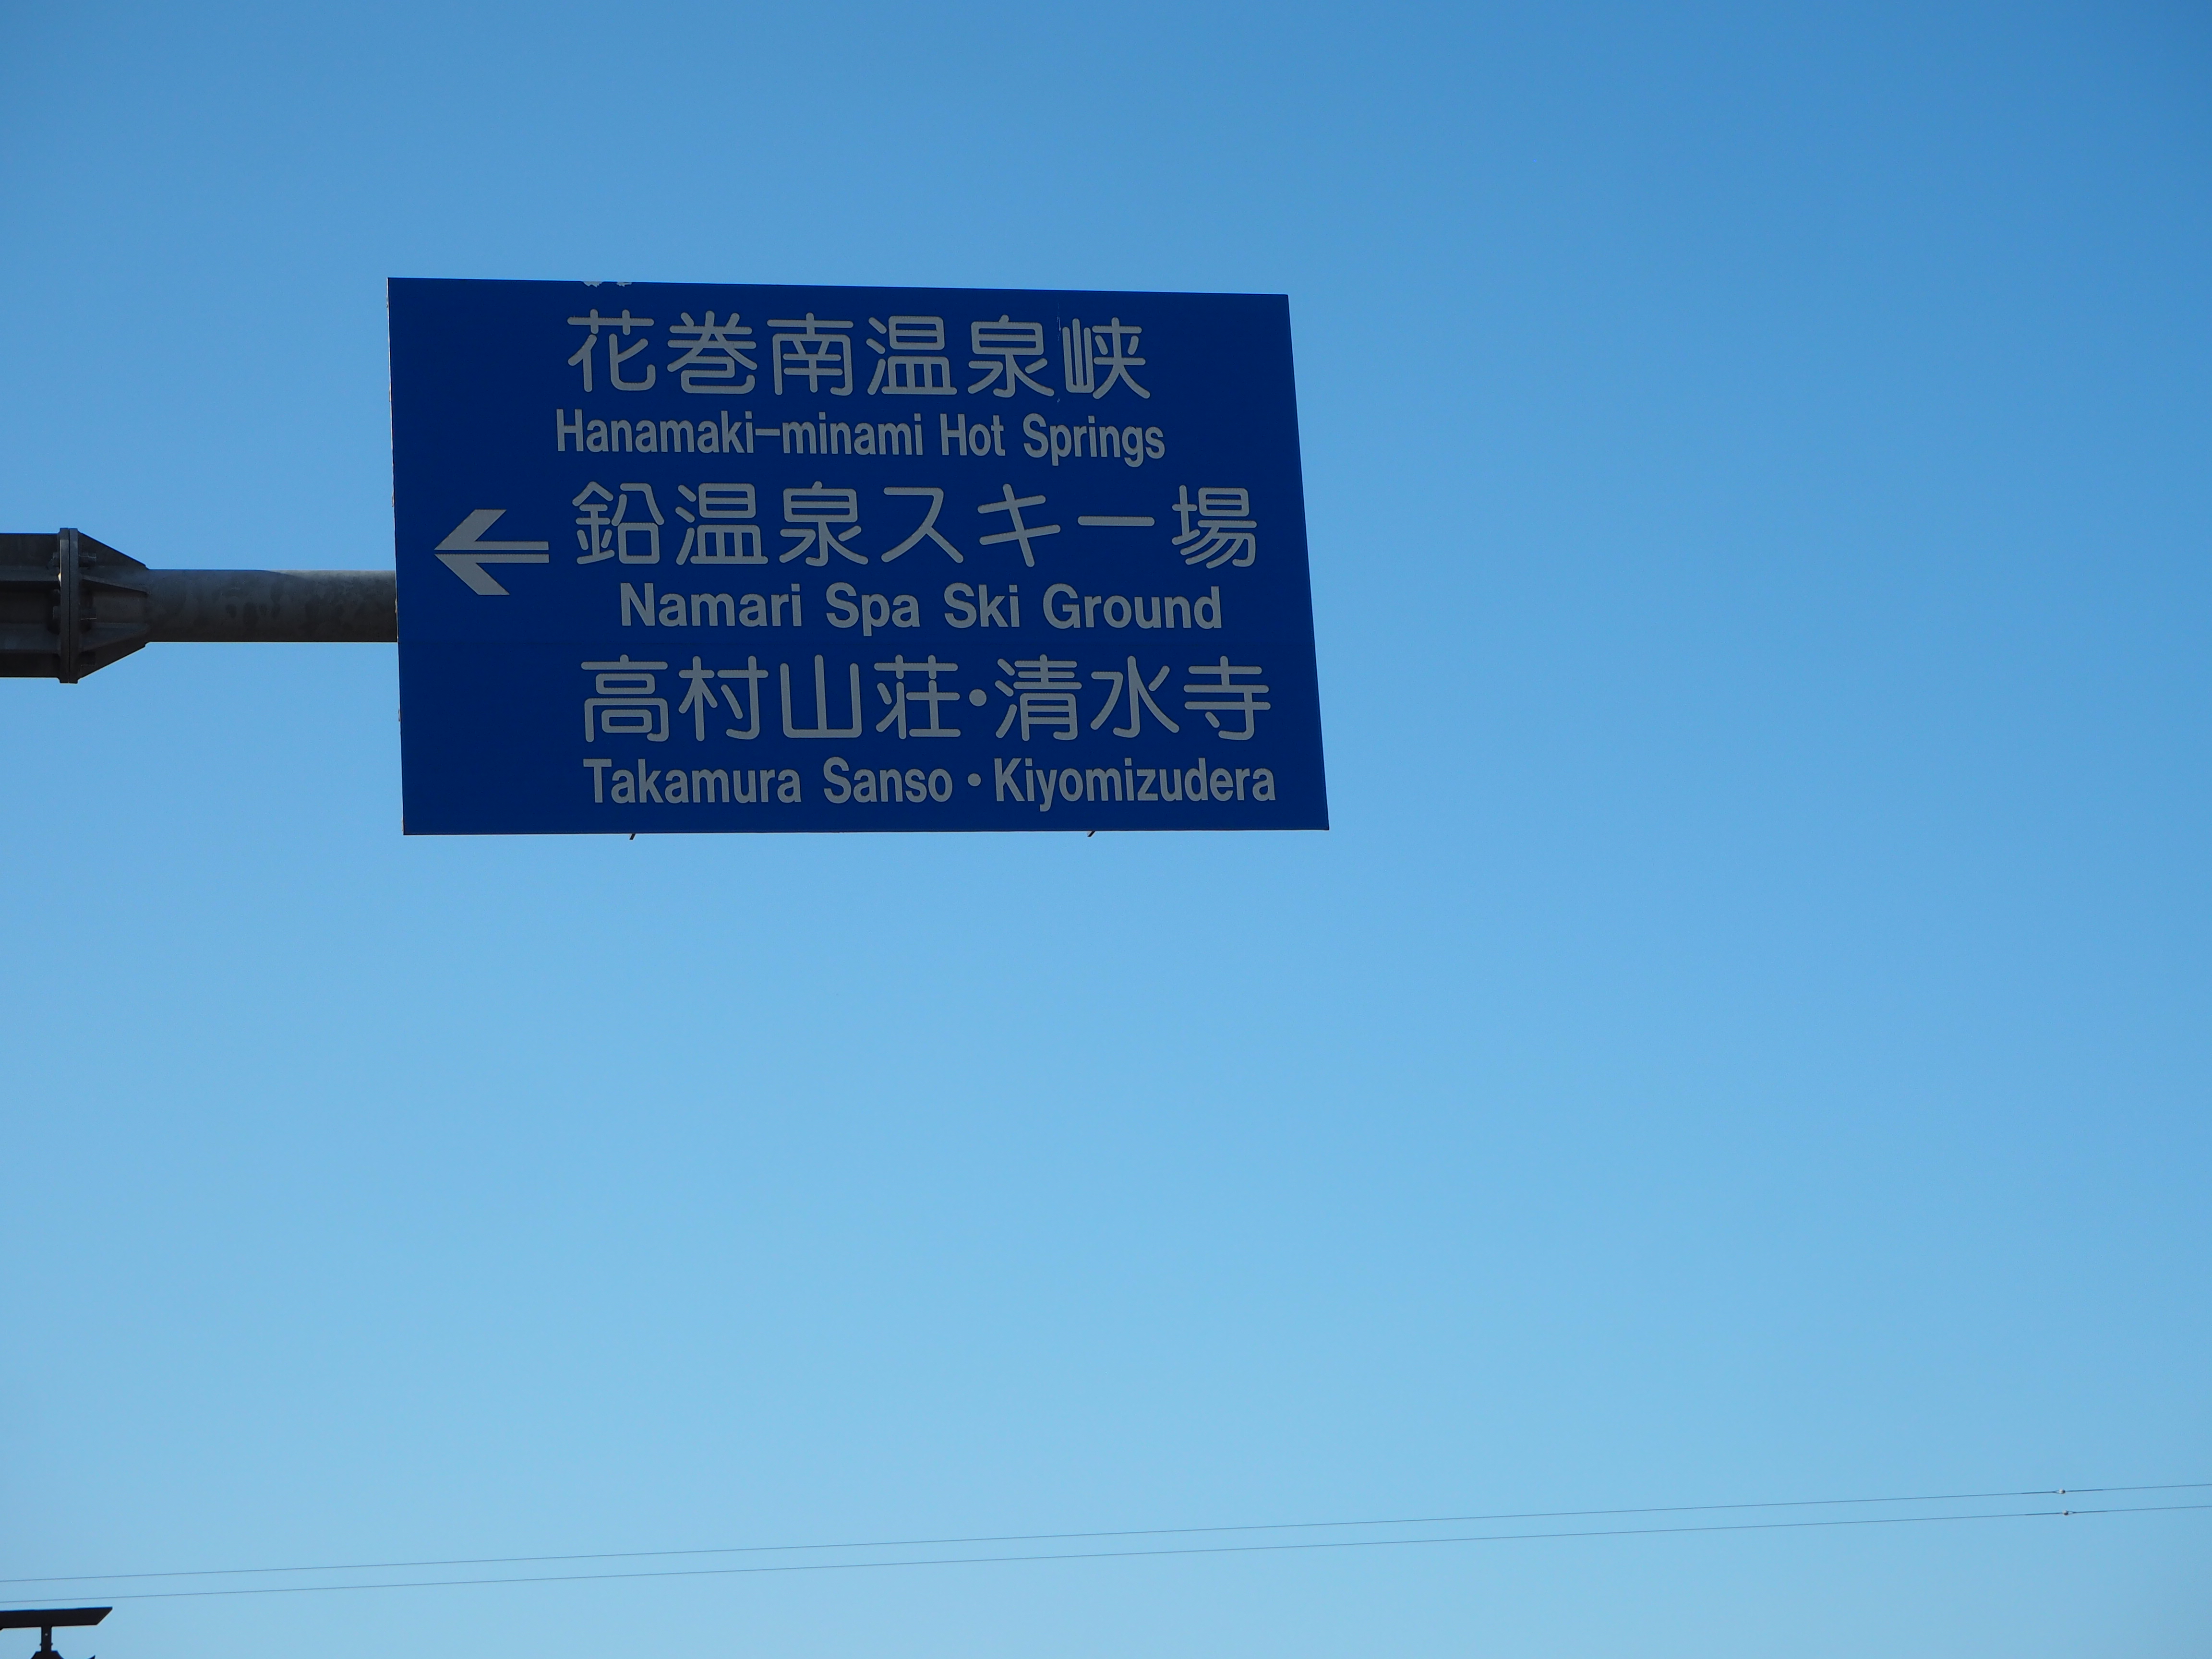 花巻南温泉峡
Hanamaki-minami Hot Springs
鉛温泉スキー場
Namari Spa Ski Ground
高村山荘・清水寺
Takamura Sanso・Kiyomizudera